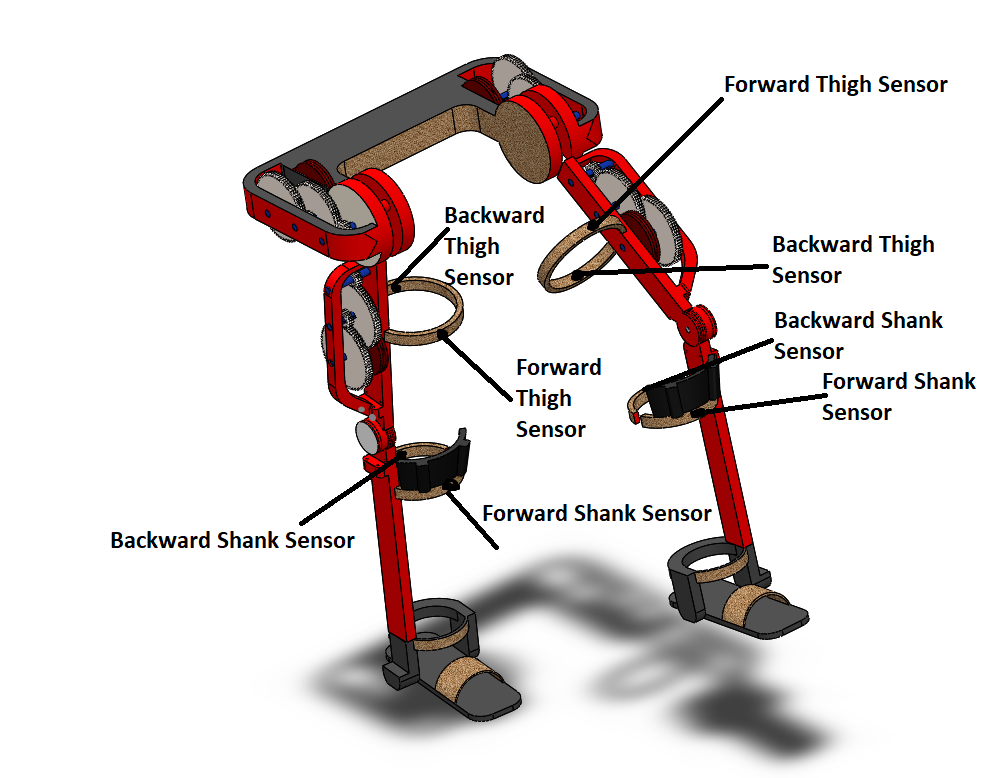 Forward Thigh Sensor
Backward
Thigh
Sensor
Backward Thigh
Sensor
Backward Shank
Sensor
Forward
Thigh
Sensor
Forward Shank
Sensor
Forward Shank Sensor
Backward Shank Sensor